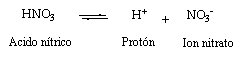 HNO₃ ⇌ H⁺ + NO₃⁻
Acido nítrico Protón Ion nitrato